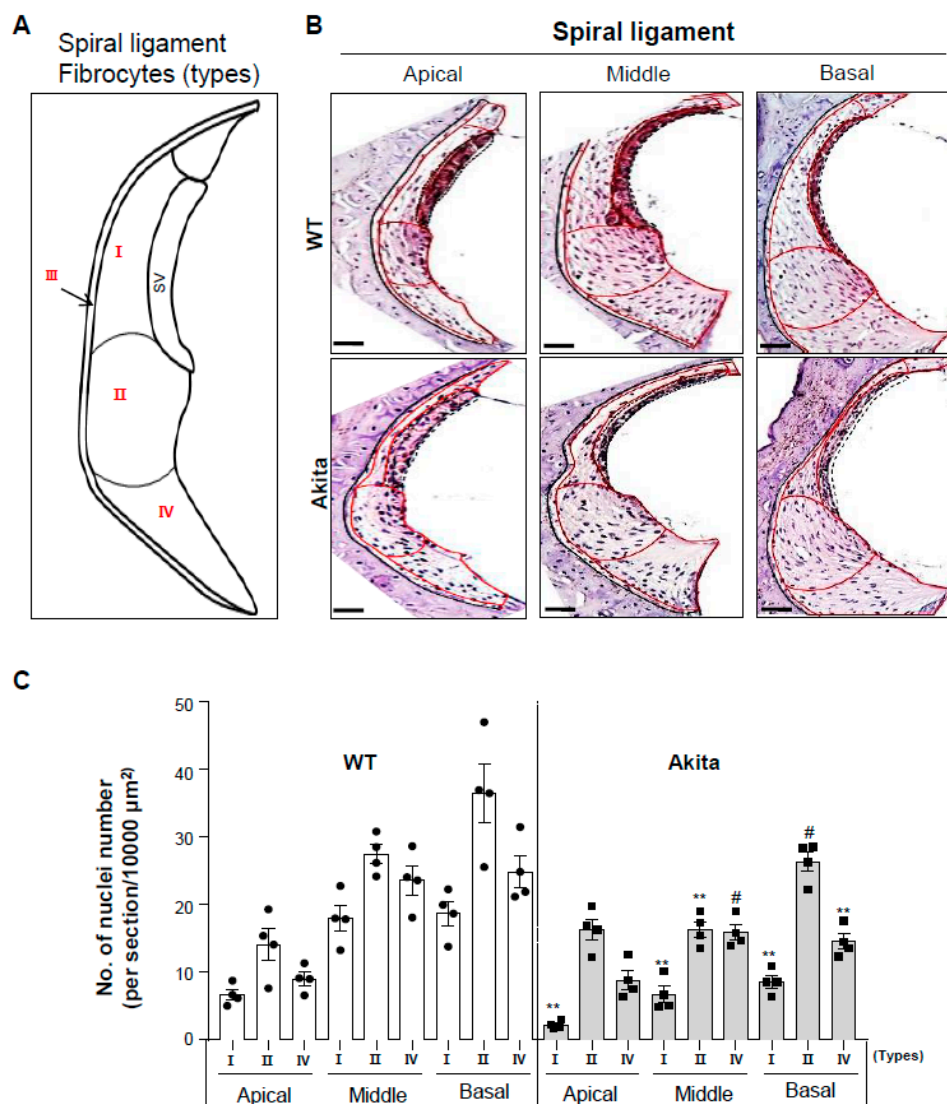 A
Spiral ligament
Fibrocytes (types)
I
III
SV
II
IV
B
Spiral ligament
Apical Middle Basal
WT
Akita
C
No. of nuclei number
(per section/10000 µm²)
50
40
30
20
10
0
WT Akita
** ** ** # ** # **
I II IV I II IV I II IV I II IV I II IV I II IV (Types)
Apical Middle Basal Apical Middle Basal